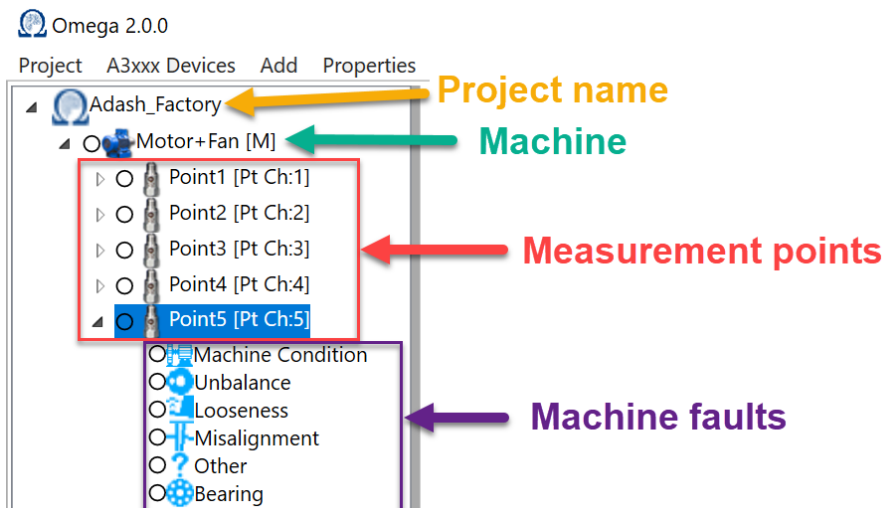 Omega 2.0.0
Project A3xxx Devices Add Properties
Adash_Factory
Project name
Motor+Fan [M]
Machine
Point1 [Pt Ch:1]
Point2 [Pt Ch:2]
Point3 [Pt Ch:3]
Measurement points
Point4 [Pt Ch:4]
Point5 [Pt Ch:5]
Machine Condition
Unbalance
Looseness
Machine faults
Misalignment
Other
Bearing